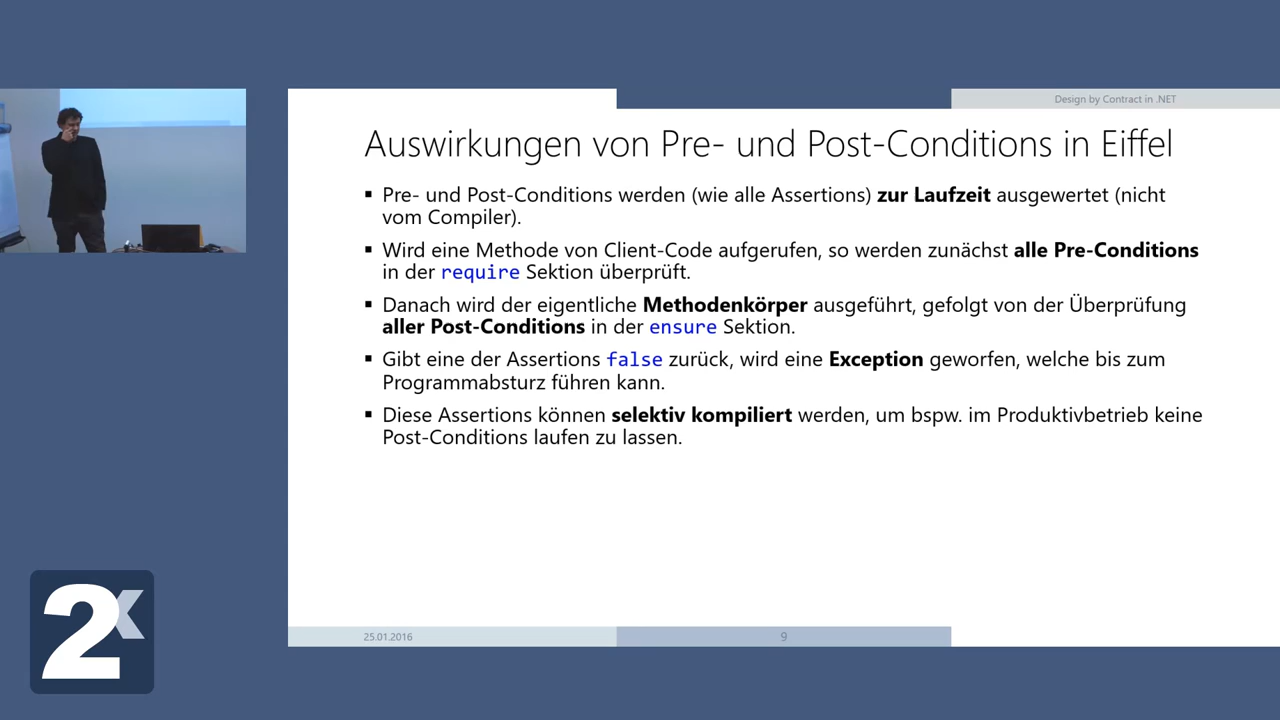 Design by Contract in .NET
Auswirkungen von Pre- und Post-Conditions in Eiffel
▪ Pre- und Post-Conditions werden (wie alle Assertions) zur Laufzeit ausgewertet (nicht
vom Compiler).
▪ Wird eine Methode von Client-Code aufgerufen, so werden zunächst alle Pre-Conditions
in der require Sektion überprüft.
▪ Danach wird der eigentliche Methodenkörper ausgeführt, gefolgt von der Überprüfung
aller Post-Conditions in der ensure Sektion.
▪ Gibt eine der Assertions false zurück, wird eine Exception geworfen, welche bis zum
Programmabsturz führen kann.
▪ Diese Assertions können selektiv kompiliert werden, um bspw. im Produktivbetrieb keine
Post-Conditions laufen zu lassen.
25.01.2016
9
2x